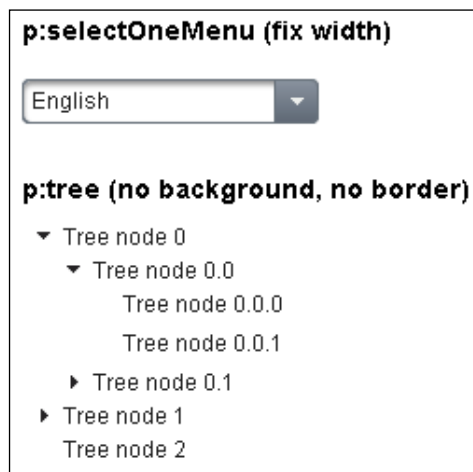 p:selectOneMenu (fix width)
English
p:tree (no background, no border)
Tree node 0
Tree node 0.0
Tree node 0.0.0
Tree node 0.0.1
Tree node 0.1
Tree node 1
Tree node 2